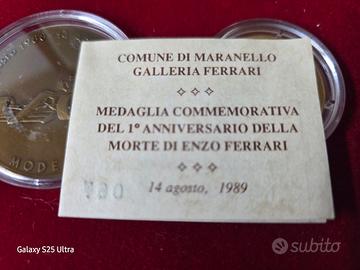 COMUNE DI MARANELLO
GALLERIA FERRARI
MEDAGLIA COMMEMORATIVA
DEL 1° ANNIVERSARIO DELLA
MORTE DI ENZO FERRARI
14 agosto, 1989
MODE
Galaxy S25 Ultra
subito